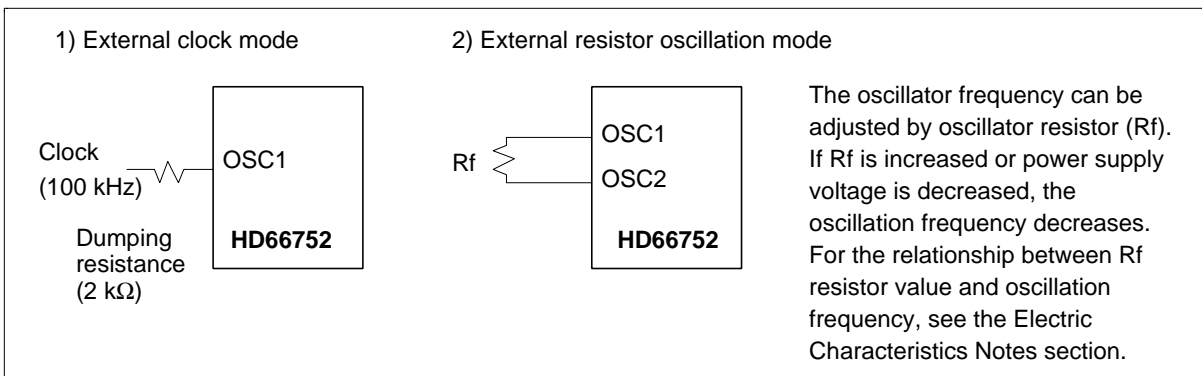 1) External clock mode
Clock
(100 kHz)
OSC1
Dumping
resistance
(2 kΩ)
HD66752
2) External resistor oscillation mode
Rf
OSC1
OSC2
HD66752
The oscillator frequency can be
adjusted by oscillator resistor (Rf).
If Rf is increased or power supply
voltage is decreased, the
oscillation frequency decreases.
For the relationship between Rf
resistor value and oscillation
frequency, see the Electric
Characteristics Notes section.